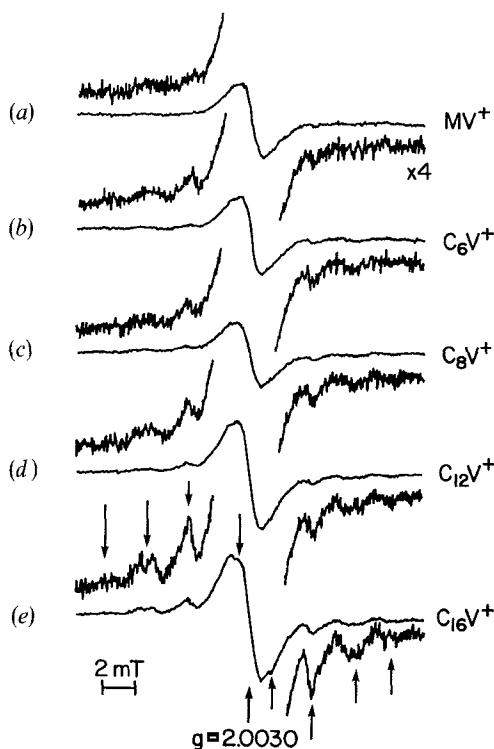 (a) MV+
x4
(b) C6V+
(c) C8V+
(d) C12V+
(e) C16V+
2 mT
g=2.0030